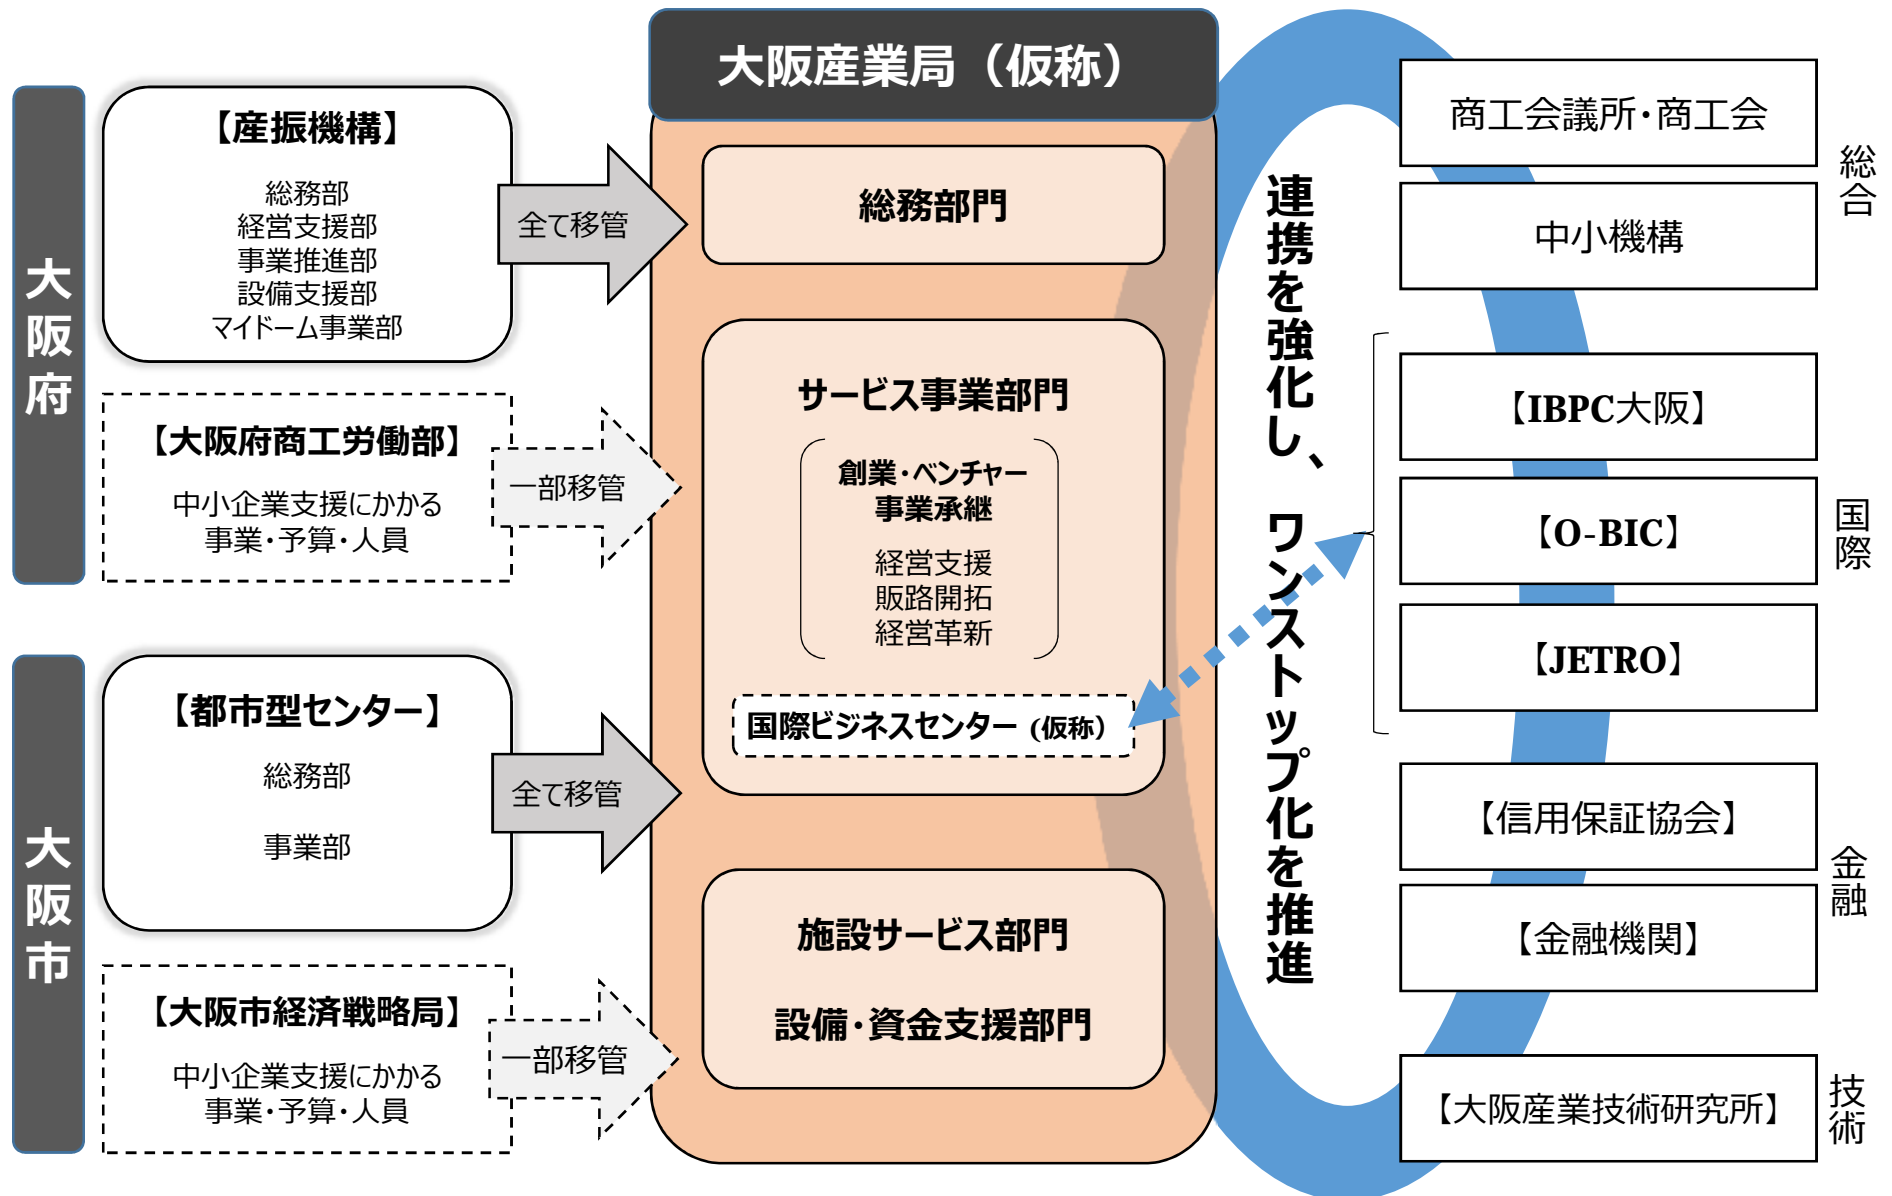 大阪府
【産振機構】
総務部
経営支援部
事業推進部
設備支援部
マイドーム事業部
全て移管
【大阪府商工労働部】
中小企業支援にかかる
事業・予算・人員
一部移管
大阪市
【都市型センター】
総務部
事業部
全て移管
【大阪市経済戦略局】
中小企業支援にかかる
事業・予算・人員
一部移管
大阪産業局（仮称）
総務部門
サービス事業部門
創業・ベンチャー
事業承継
経営支援
販路開拓
経営革新
国際ビジネスセンター (仮称）
施設サービス部門
設備・資金支援部門
連携を強化し、ワンストップ化を推進
商工会議所・商工会
中小機構
総合
【IBPC大阪】
【O-BIC】
【JETRO】
国際
【信用保証協会】
【金融機関】
金融
【大阪産業技術研究所】
技術